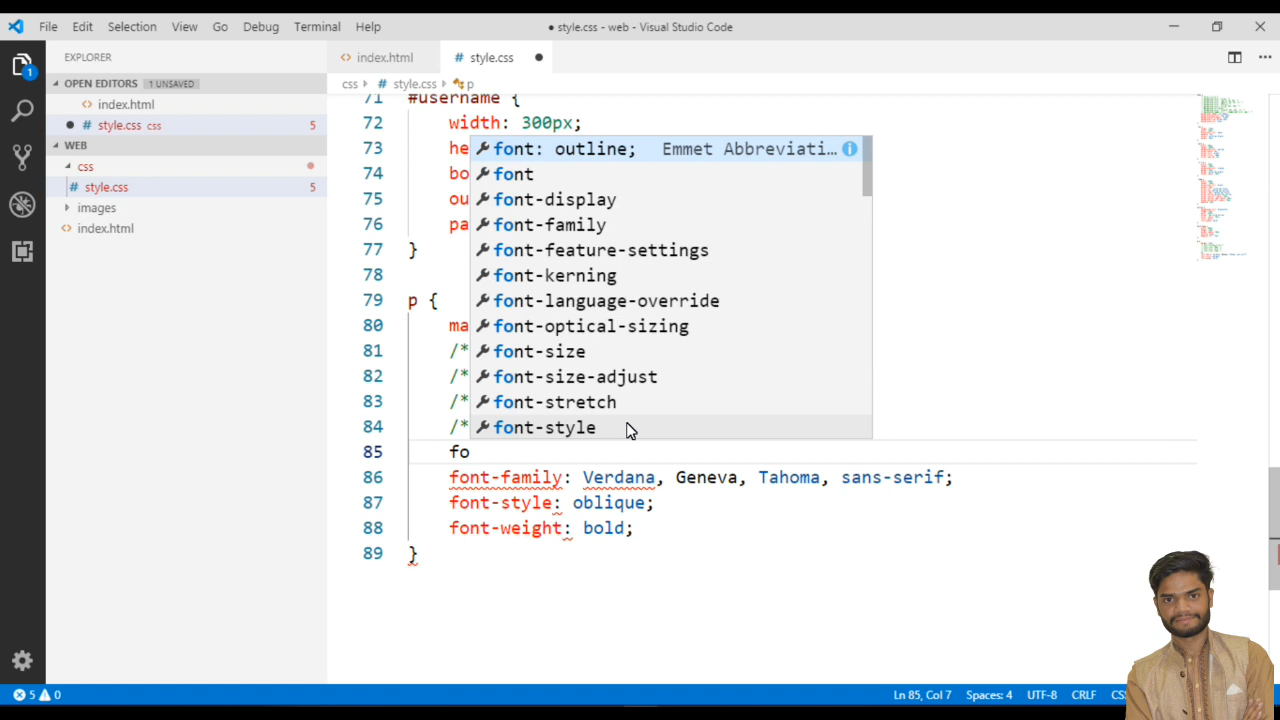 File Edit Selection View Go Debug Terminal Help
● style.css - web - Visual Studio Code
EXPLORER
<> index.html
# style.css ●
OPEN EDITORS 1 UNSAVED
<> index.html
● # style.css css 5
WEB
css
# style.css 5
images
<> index.html
1
css › # style.css › p
71 #username {
72 width: 300px;
73 he
74 bo
75 ou
76 pa
77 }
78
79 p {
80 ma
81 /*
82 /*
83 /*
84 /*
85 fo
86 font-family: Verdana, Geneva, Tahoma, sans-serif;
87 font-style: oblique;
88 font-weight: bold;
89 }
font: outline; Emmet Abbreviati...
font
font-display
font-family
font-feature-settings
font-kerning
font-language-override
font-optical-sizing
font-size
font-size-adjust
font-stretch
font-style
5 0
Ln 85, Col 7 Spaces: 4 UTF-8 CRLF